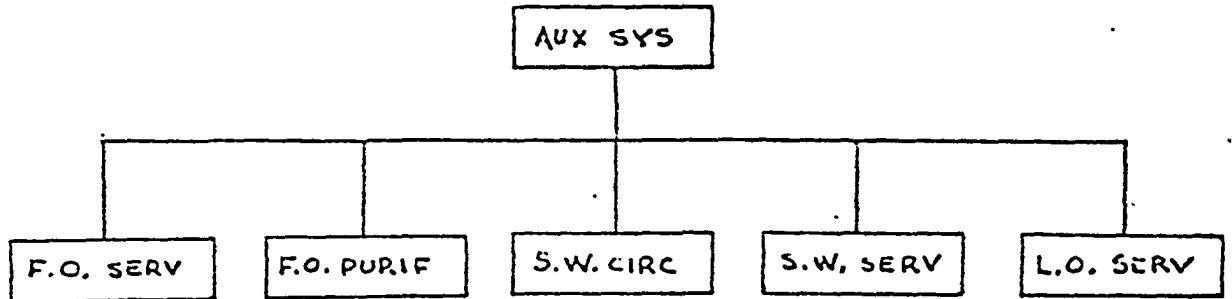 AUX SYS
F.O. SERV
F.O. PURIF
S.W. CIRC
S.W. SERV
L.O. SERV